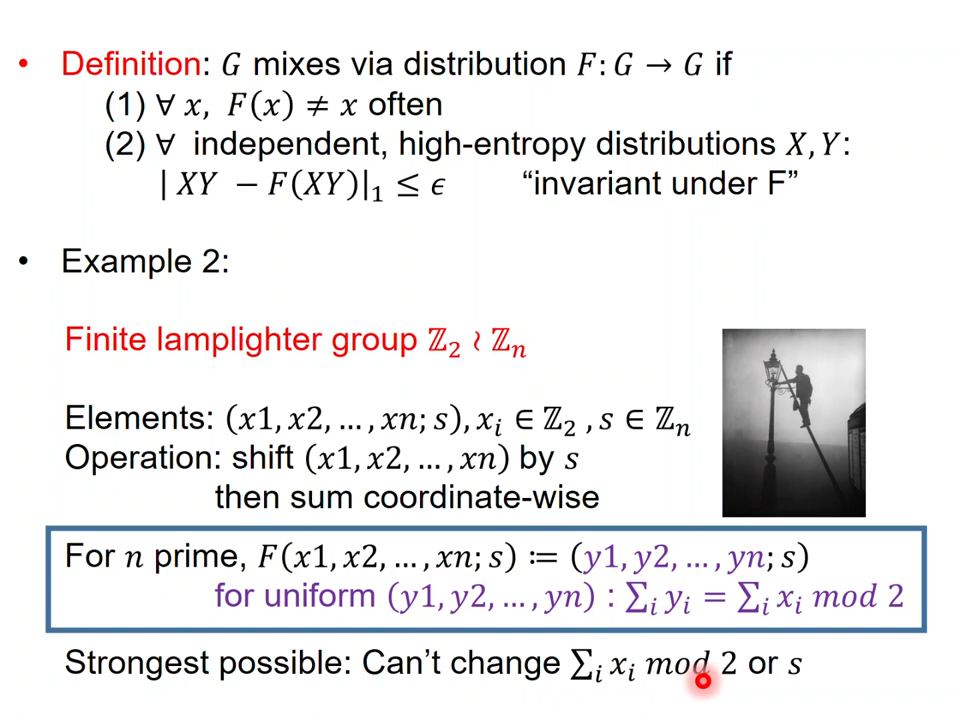 • Definition: G mixes via distribution F: G → G if
(1) ∀ x, F(x) ≠ x often
(2) ∀ independent, high-entropy distributions X, Y:
| XY − F(XY)|₁ ≤ ϵ “invariant under F”
• Example 2:
Finite lamplighter group ℤ₂ ≀ ℤₙ
Elements: (x1, x2, … , xn; s), xᵢ ∈ ℤ₂ , s ∈ ℤₙ
Operation: shift (x1, x2, … , xn) by s
then sum coordinate-wise
For n prime, F(x1, x2, … , xn; s) ≔ (y1, y2, … , yn; s)
for uniform (y1, y2, … , yn) : ∑ᵢ yᵢ = ∑ᵢ xᵢ mod 2
Strongest possible: Can’t change ∑ᵢ xᵢ mod 2 or s